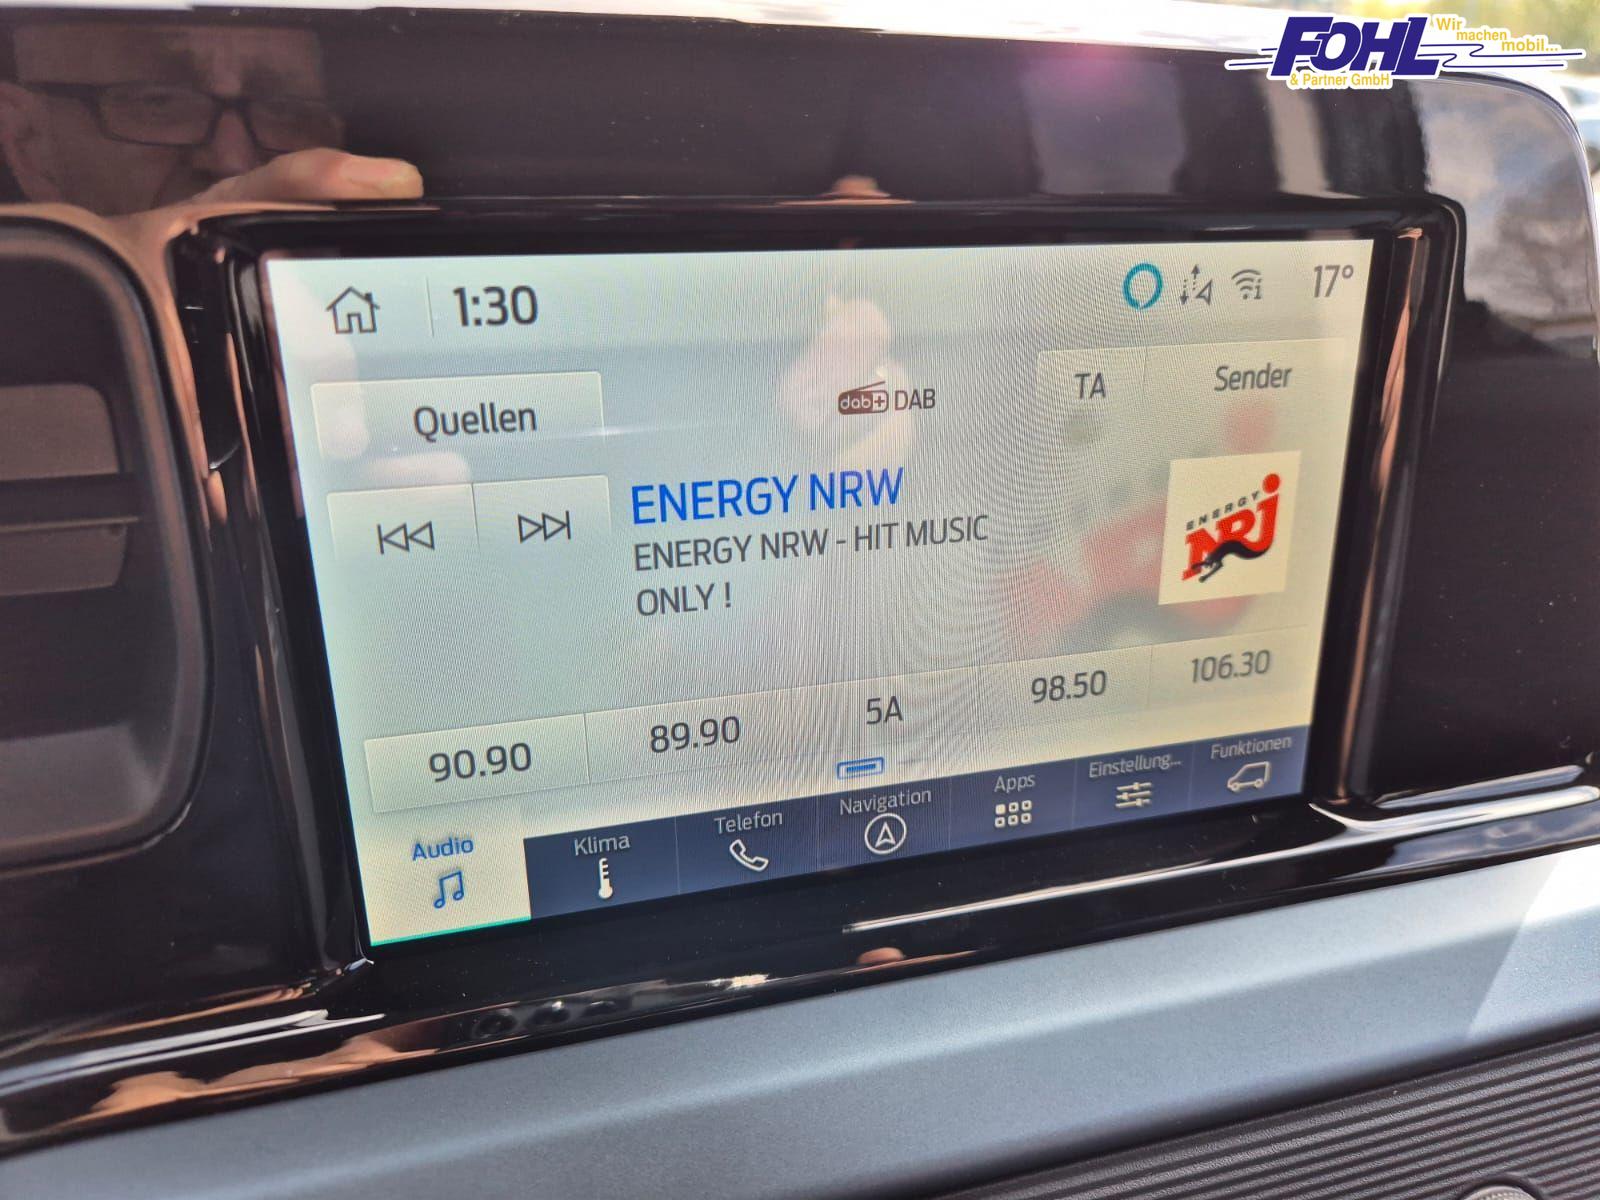 FOHL
Wir
machen
mobil...
& Partner GmbH
1:30
17°
Quellen
dab+ DAB
TA
Sender
ENERGY NRW
ENERGY NRW - HIT MUSIC
ONLY !
ENERGY
NRJ
90.90
89.90
5A
98.50
106.30
Audio
Klima
Telefon
Navigation
Apps
Einstellung...
Funktionen